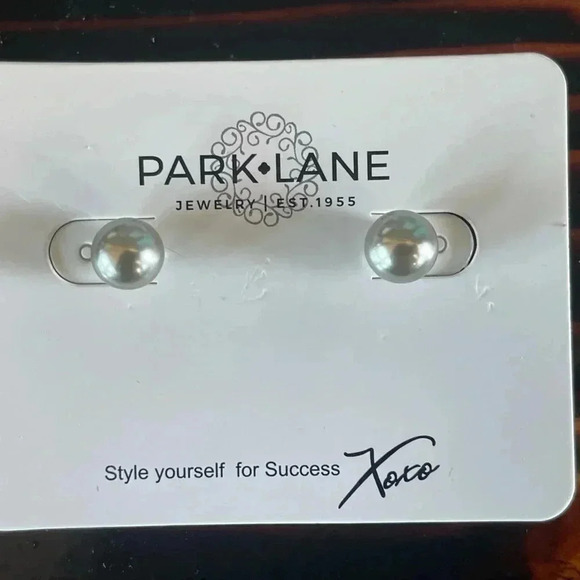 PARK•LANE
JEWELRY | EST.1955
Style yourself for Success Xoxo